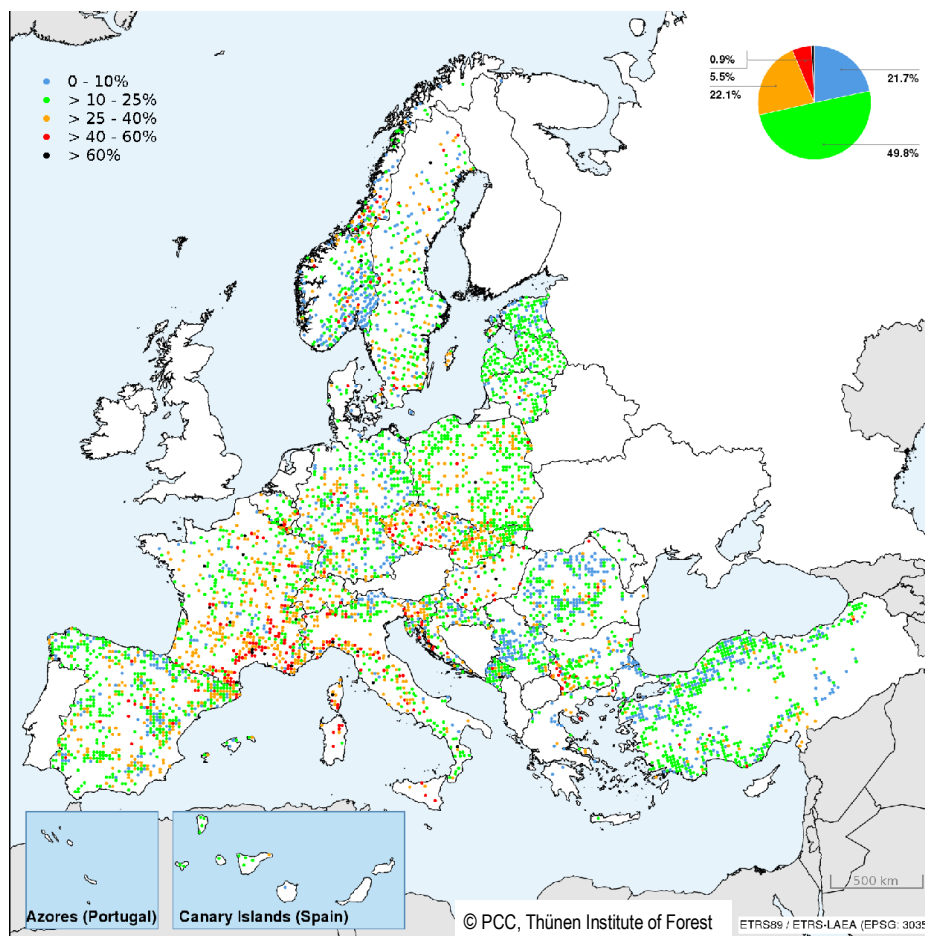 0 - 10%
> 10 - 25%
> 25 - 40%
> 40 - 60%
> 60%
0.9%
5.5%
22.1%
21.7%
49.8%
500 km
Azores (Portugal)
Canary Islands (Spain)
© PCC, Thünen Institute of Forest
ETRS89 / ETRS-LAEA (EPSG: 3035